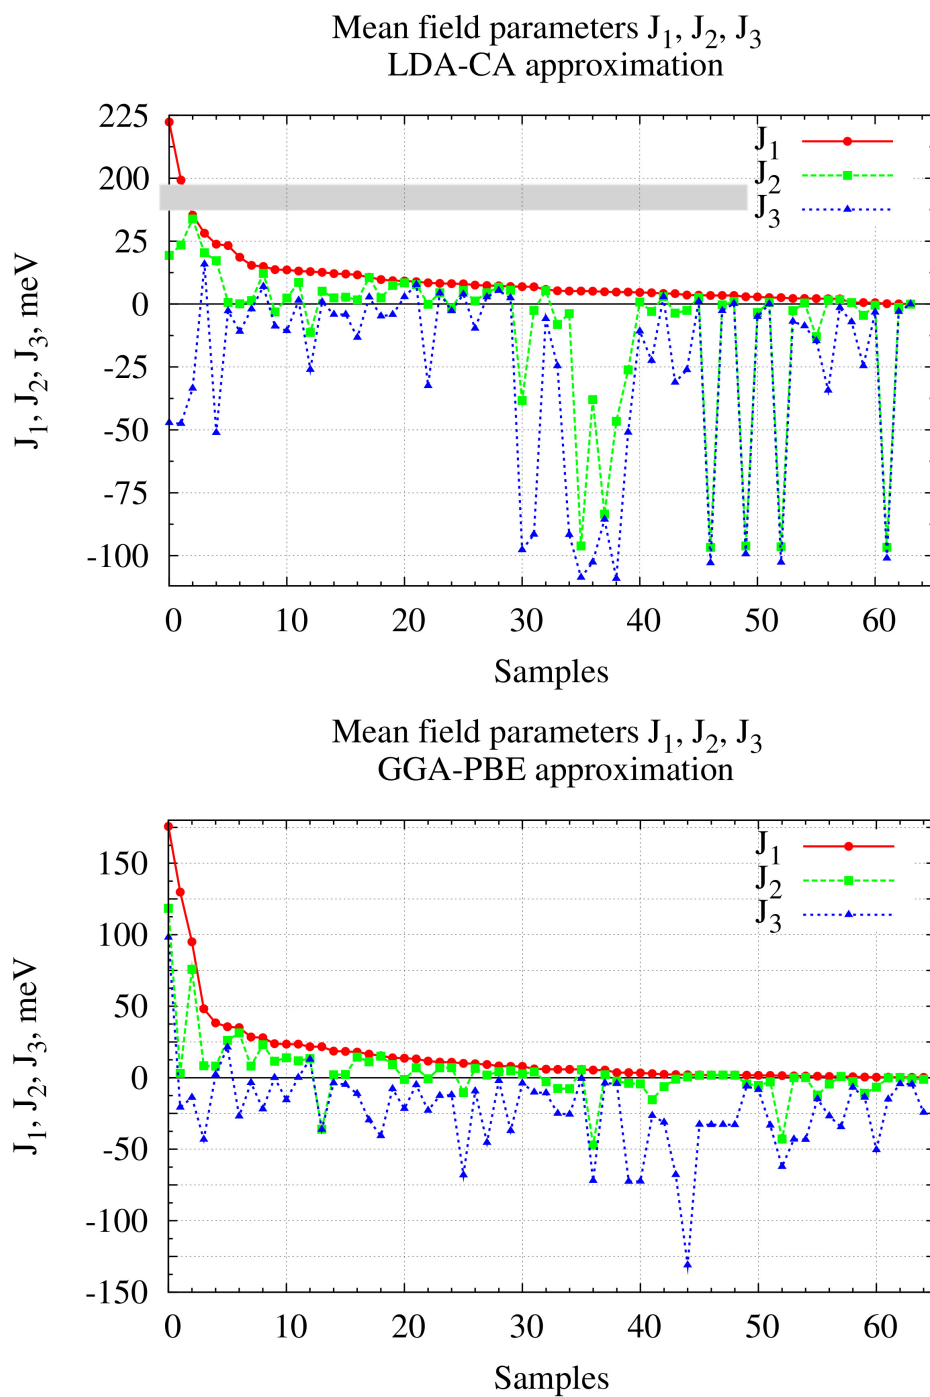 Mean field parameters J1, J2, J3
LDA-CA approximation
225
200
25
0
-25
-50
-75
-100
J1, J2, J3, meV
J1
J2
J3
0 10 20 30 40 50 60
Samples
Mean field parameters J1, J2, J3
GGA-PBE approximation
150
100
50
0
-50
-100
-150
J1, J2, J3, meV
J1
J2
J3
0 10 20 30 40 50 60
Samples